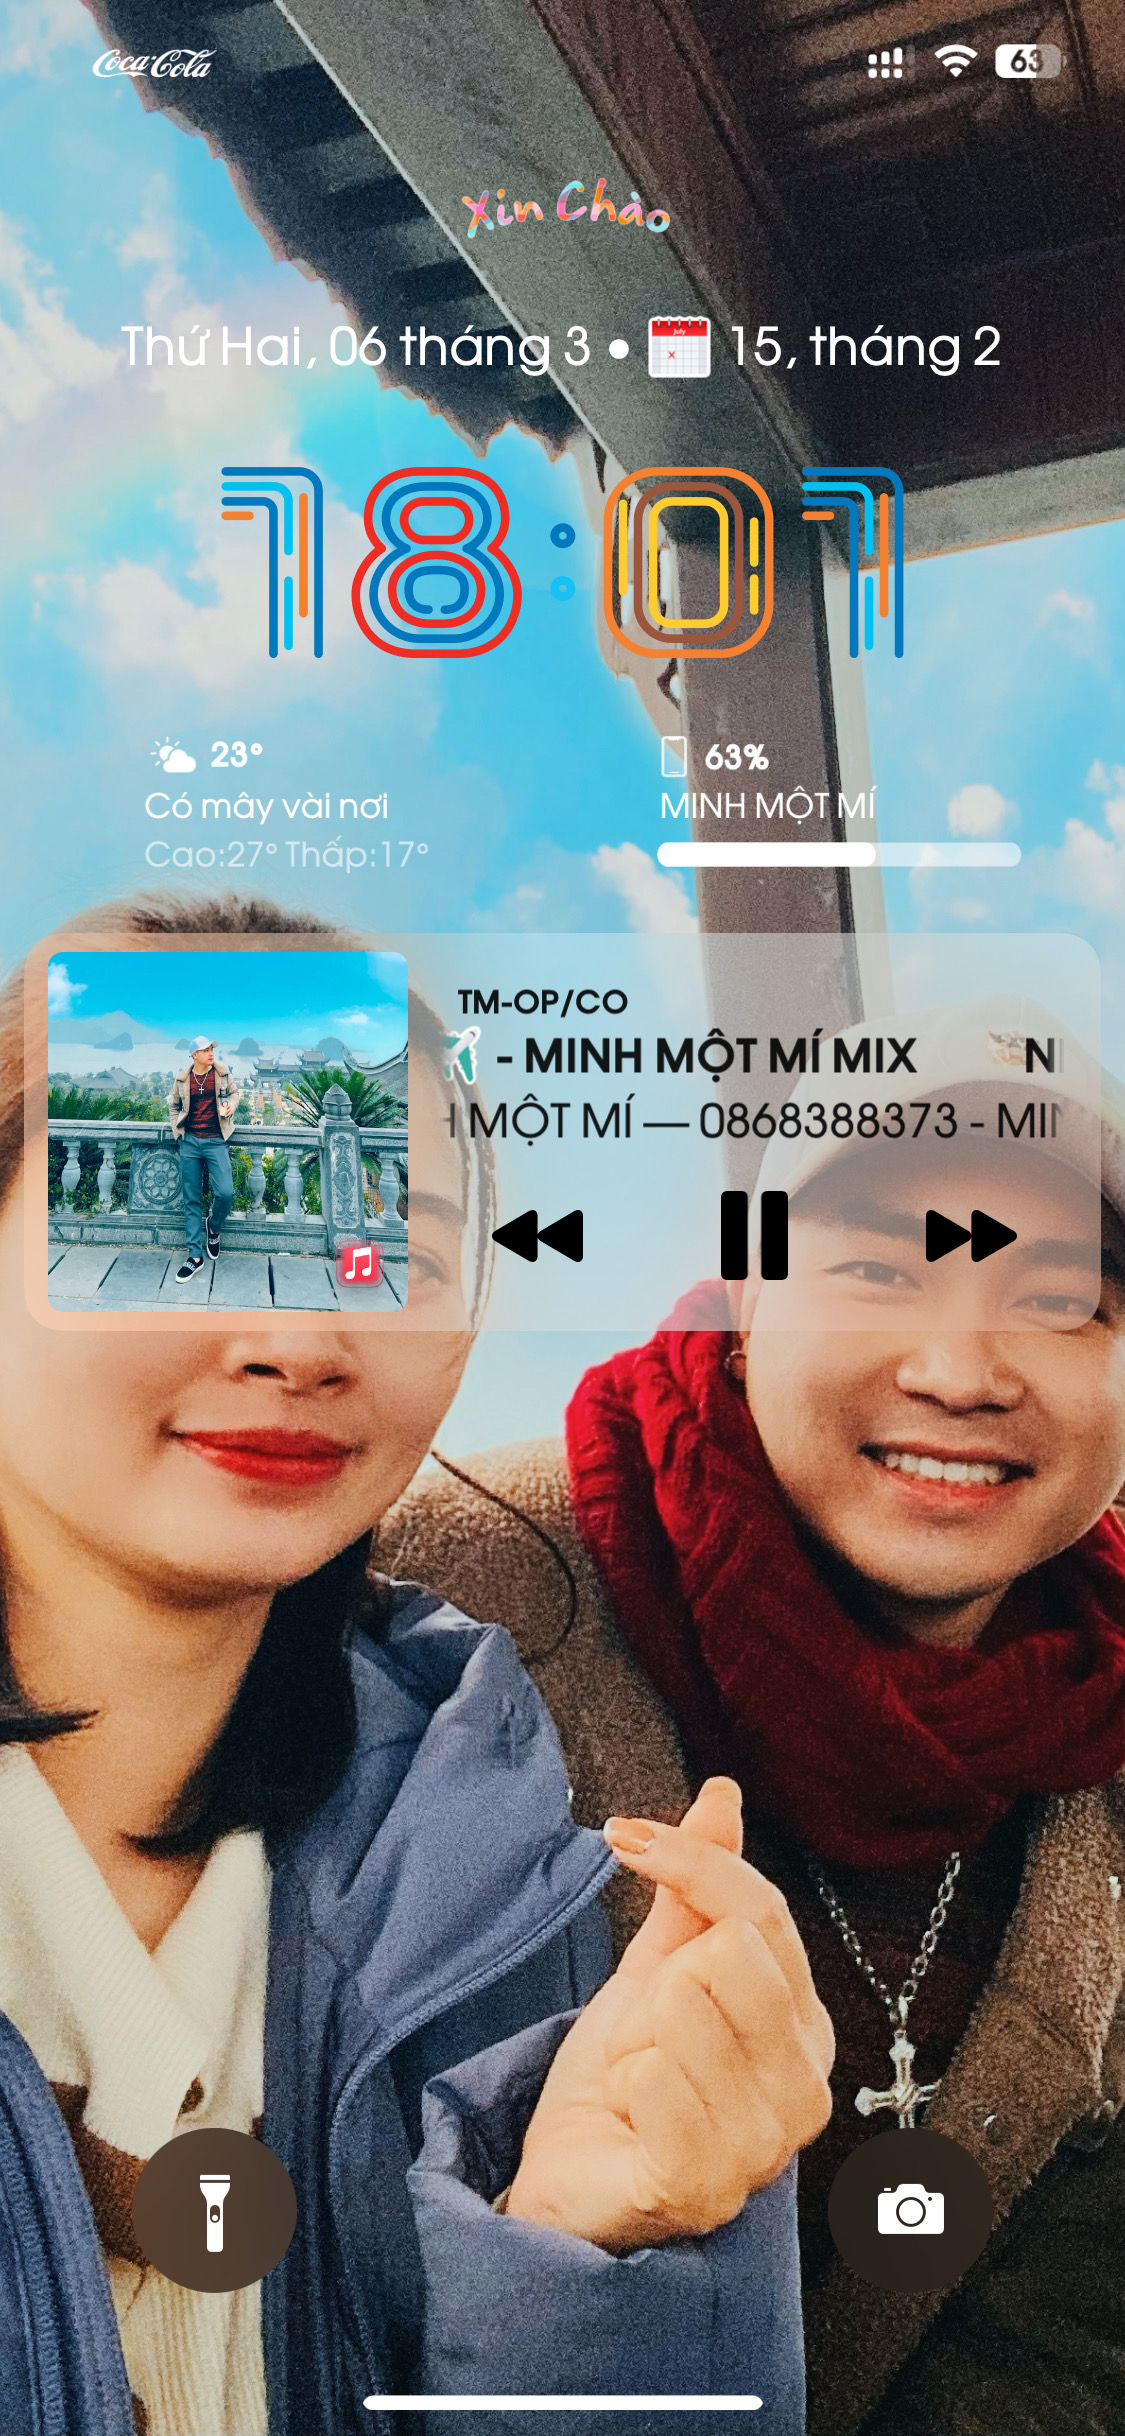 Coca-Cola
63
Xin Chào
Thứ Hai, 06 tháng 3 • July 15, tháng 2
18:01
23°
Có mây vài nơi
Cao:27° Thấp:17°
63%
MINH MỘT MÍ
TM-OP/CO
- MINH MỘT MÍ MIX
MỘT MÍ — 0868388373 -